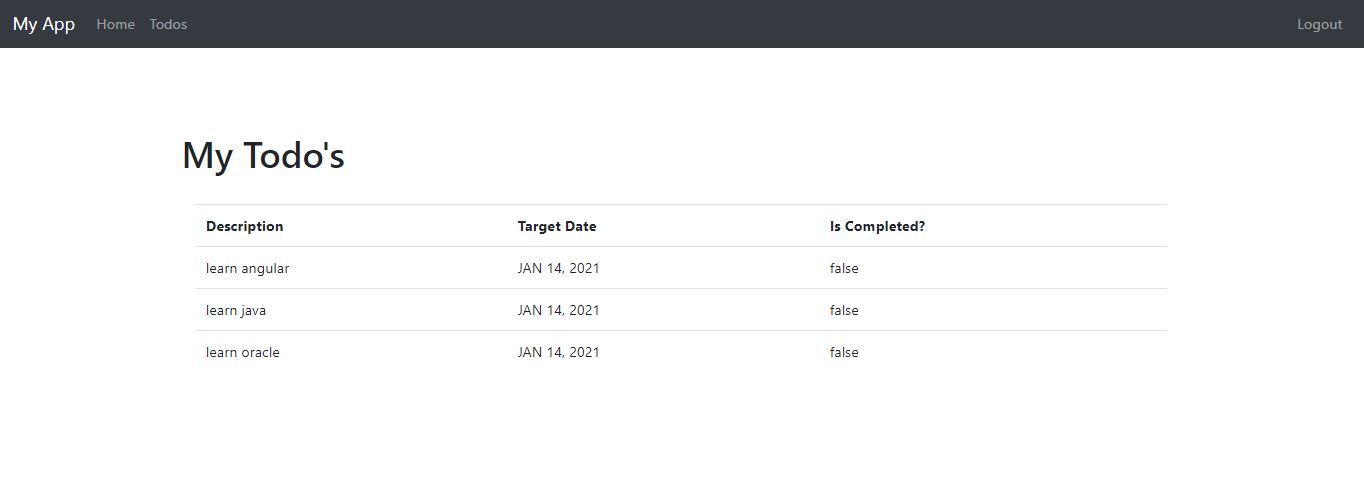 My App Home Todos Logout
My Todo's
Description Target Date Is Completed?
learn angular JAN 14, 2021 false
learn java JAN 14, 2021 false
learn oracle JAN 14, 2021 false